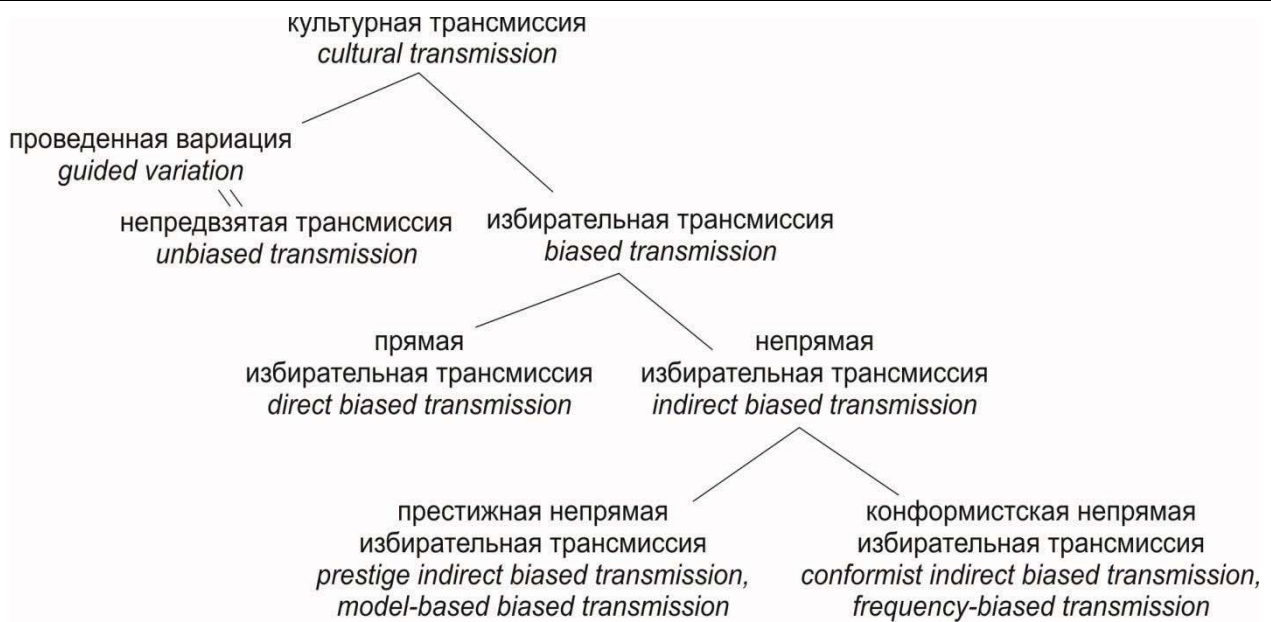 культурная трансмиссия
cultural transmission
проведенная вариация
guided variation
непредвзятая трансмиссия
unbiased transmission
избирательная трансмиссия
biased transmission
прямая
избирательная трансмиссия
direct biased transmission
непрямая
избирательная трансмиссия
indirect biased transmission
престижная непрямая
избирательная трансмиссия
prestige indirect biased transmission,
model-based biased transmission
конформистская непрямая
избирательная трансмиссия
conformist indirect biased transmission,
frequency-biased transmission